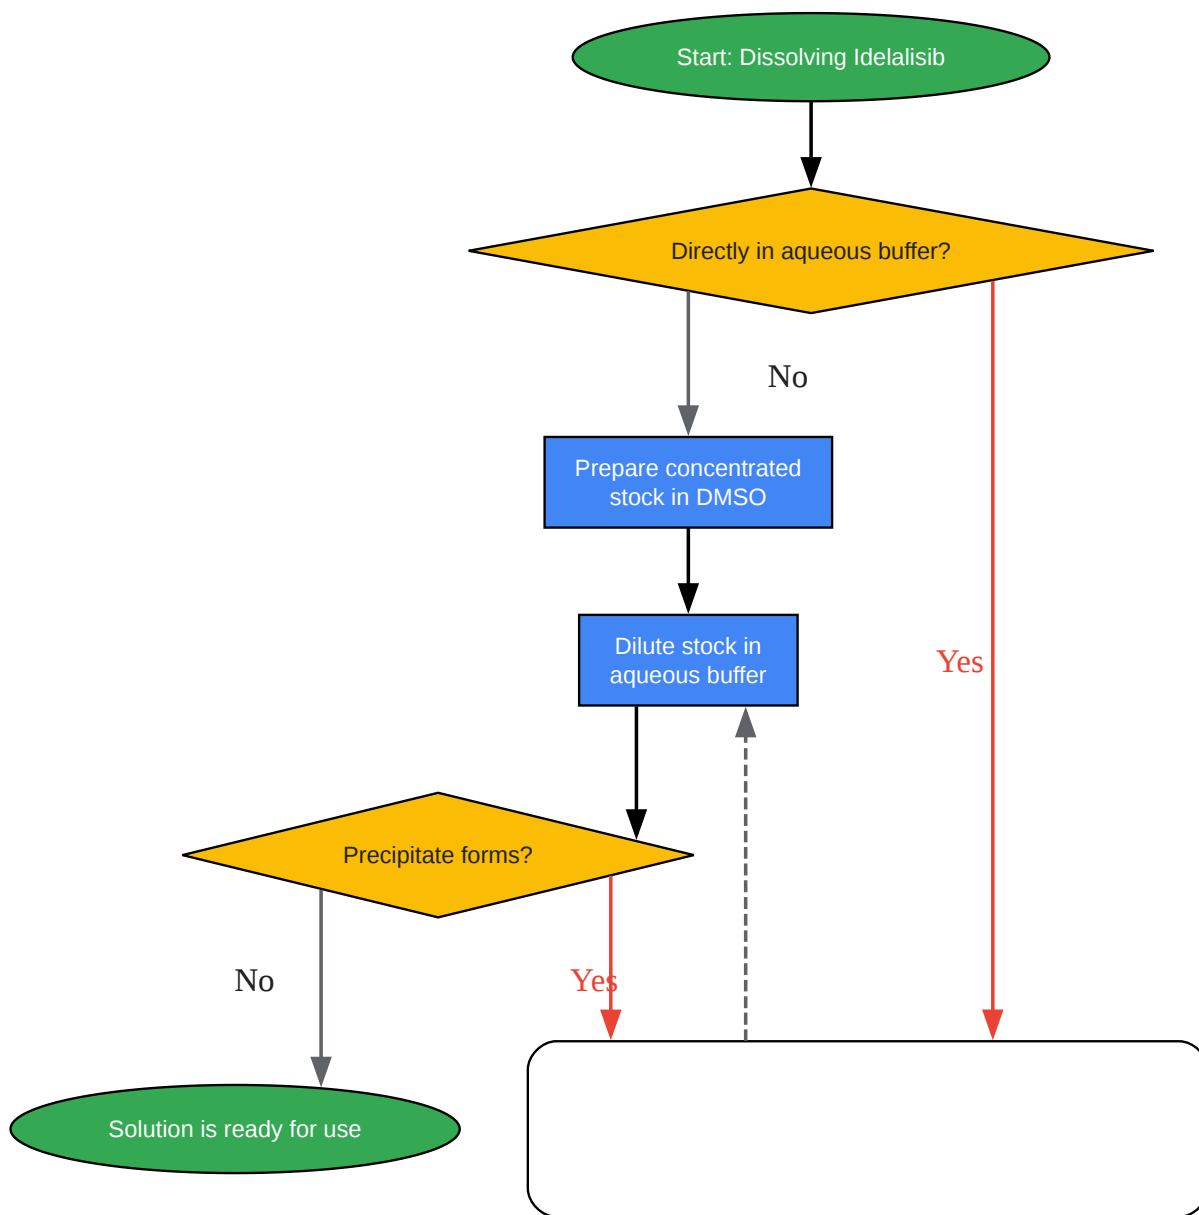 Start: Dissolving Idelalisib
Directly in aqueous buffer?
No
Prepare concentrated
stock in DMSO
Dilute stock in
aqueous buffer
Yes
Precipitate forms?
No
Yes
Solution is ready for use